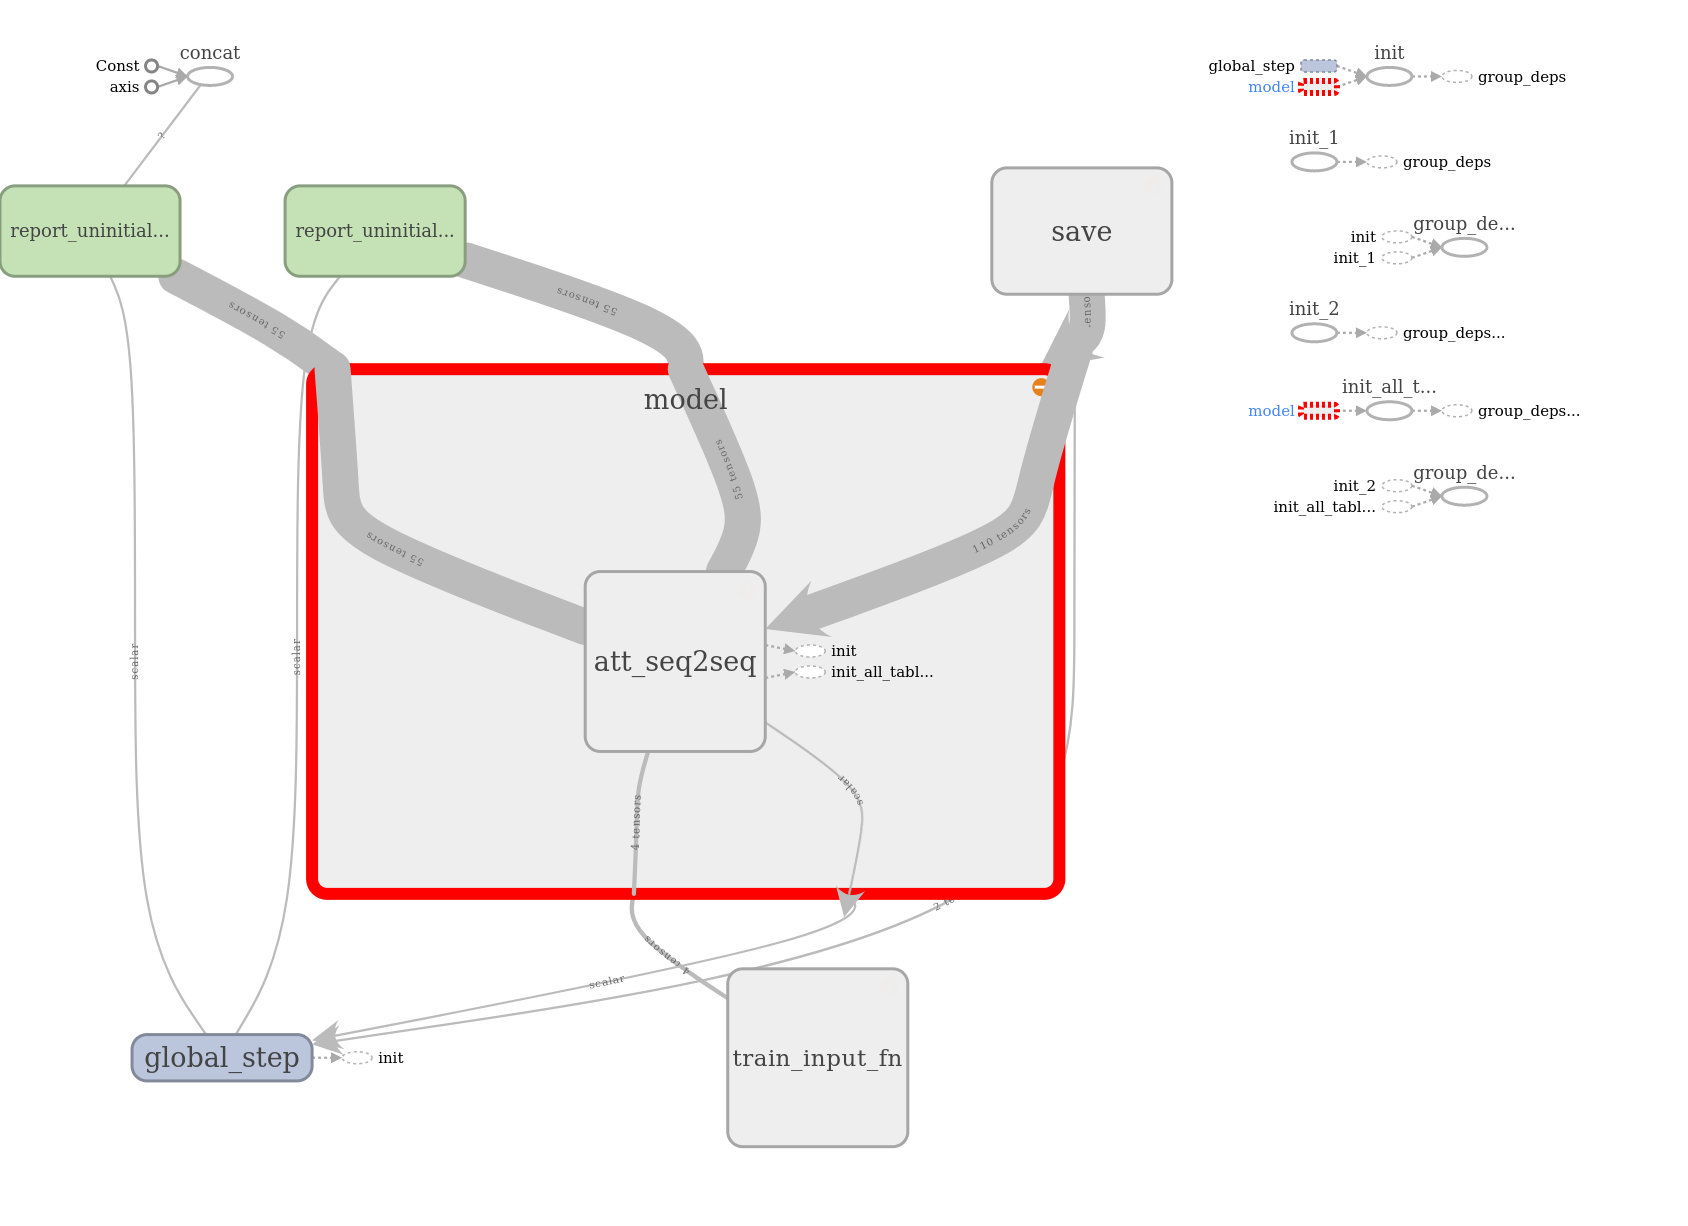 concat
Const
axis
?
report_uninitial...
report_uninitial...
save
55 tensors
55 tensors
model
55 tensors
55 tensors
110 tensors
att_seq2seq
init
init_all_tabl...
scalar
scalar
4 tensors
scalar
4 tensors
scalar
global_step
init
train_input_fn
init
global_step
model
group_deps
init_1
group_deps
group_de...
init
init_1
init_2
group_deps...
init_all_t...
model
group_deps...
group_de...
init_2
init_all_tabl...